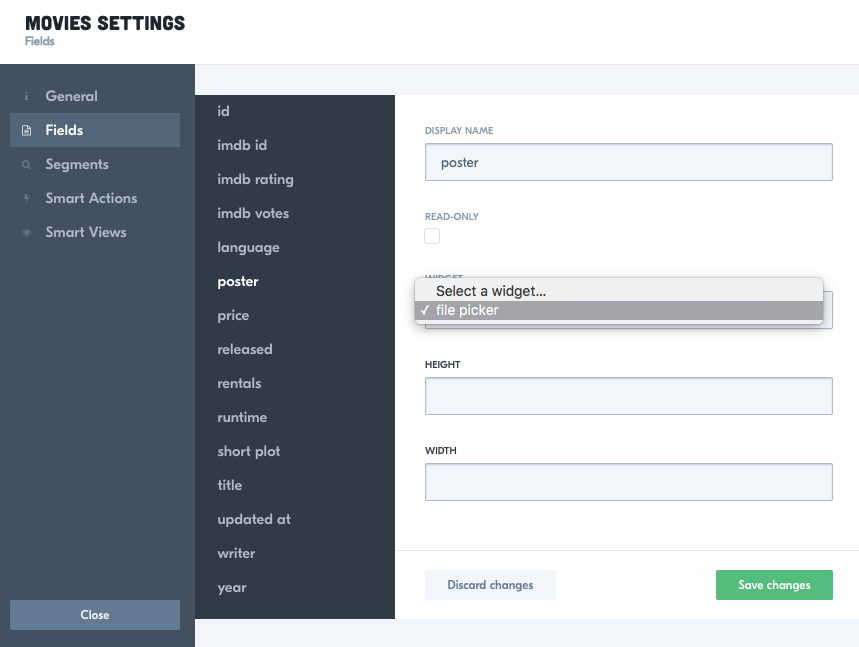 MOVIES SETTINGS
Fields
General
Fields
Segments
Smart Actions
Smart Views
Close
id
imdb id
imdb rating
imdb votes
language
poster
price
released
rentals
runtime
short plot
title
updated at
writer
year
DISPLAY NAME
poster
READ-ONLY
WIDGET
Select a widget...
✓ file picker
HEIGHT
WIDTH
Discard changes
Save changes